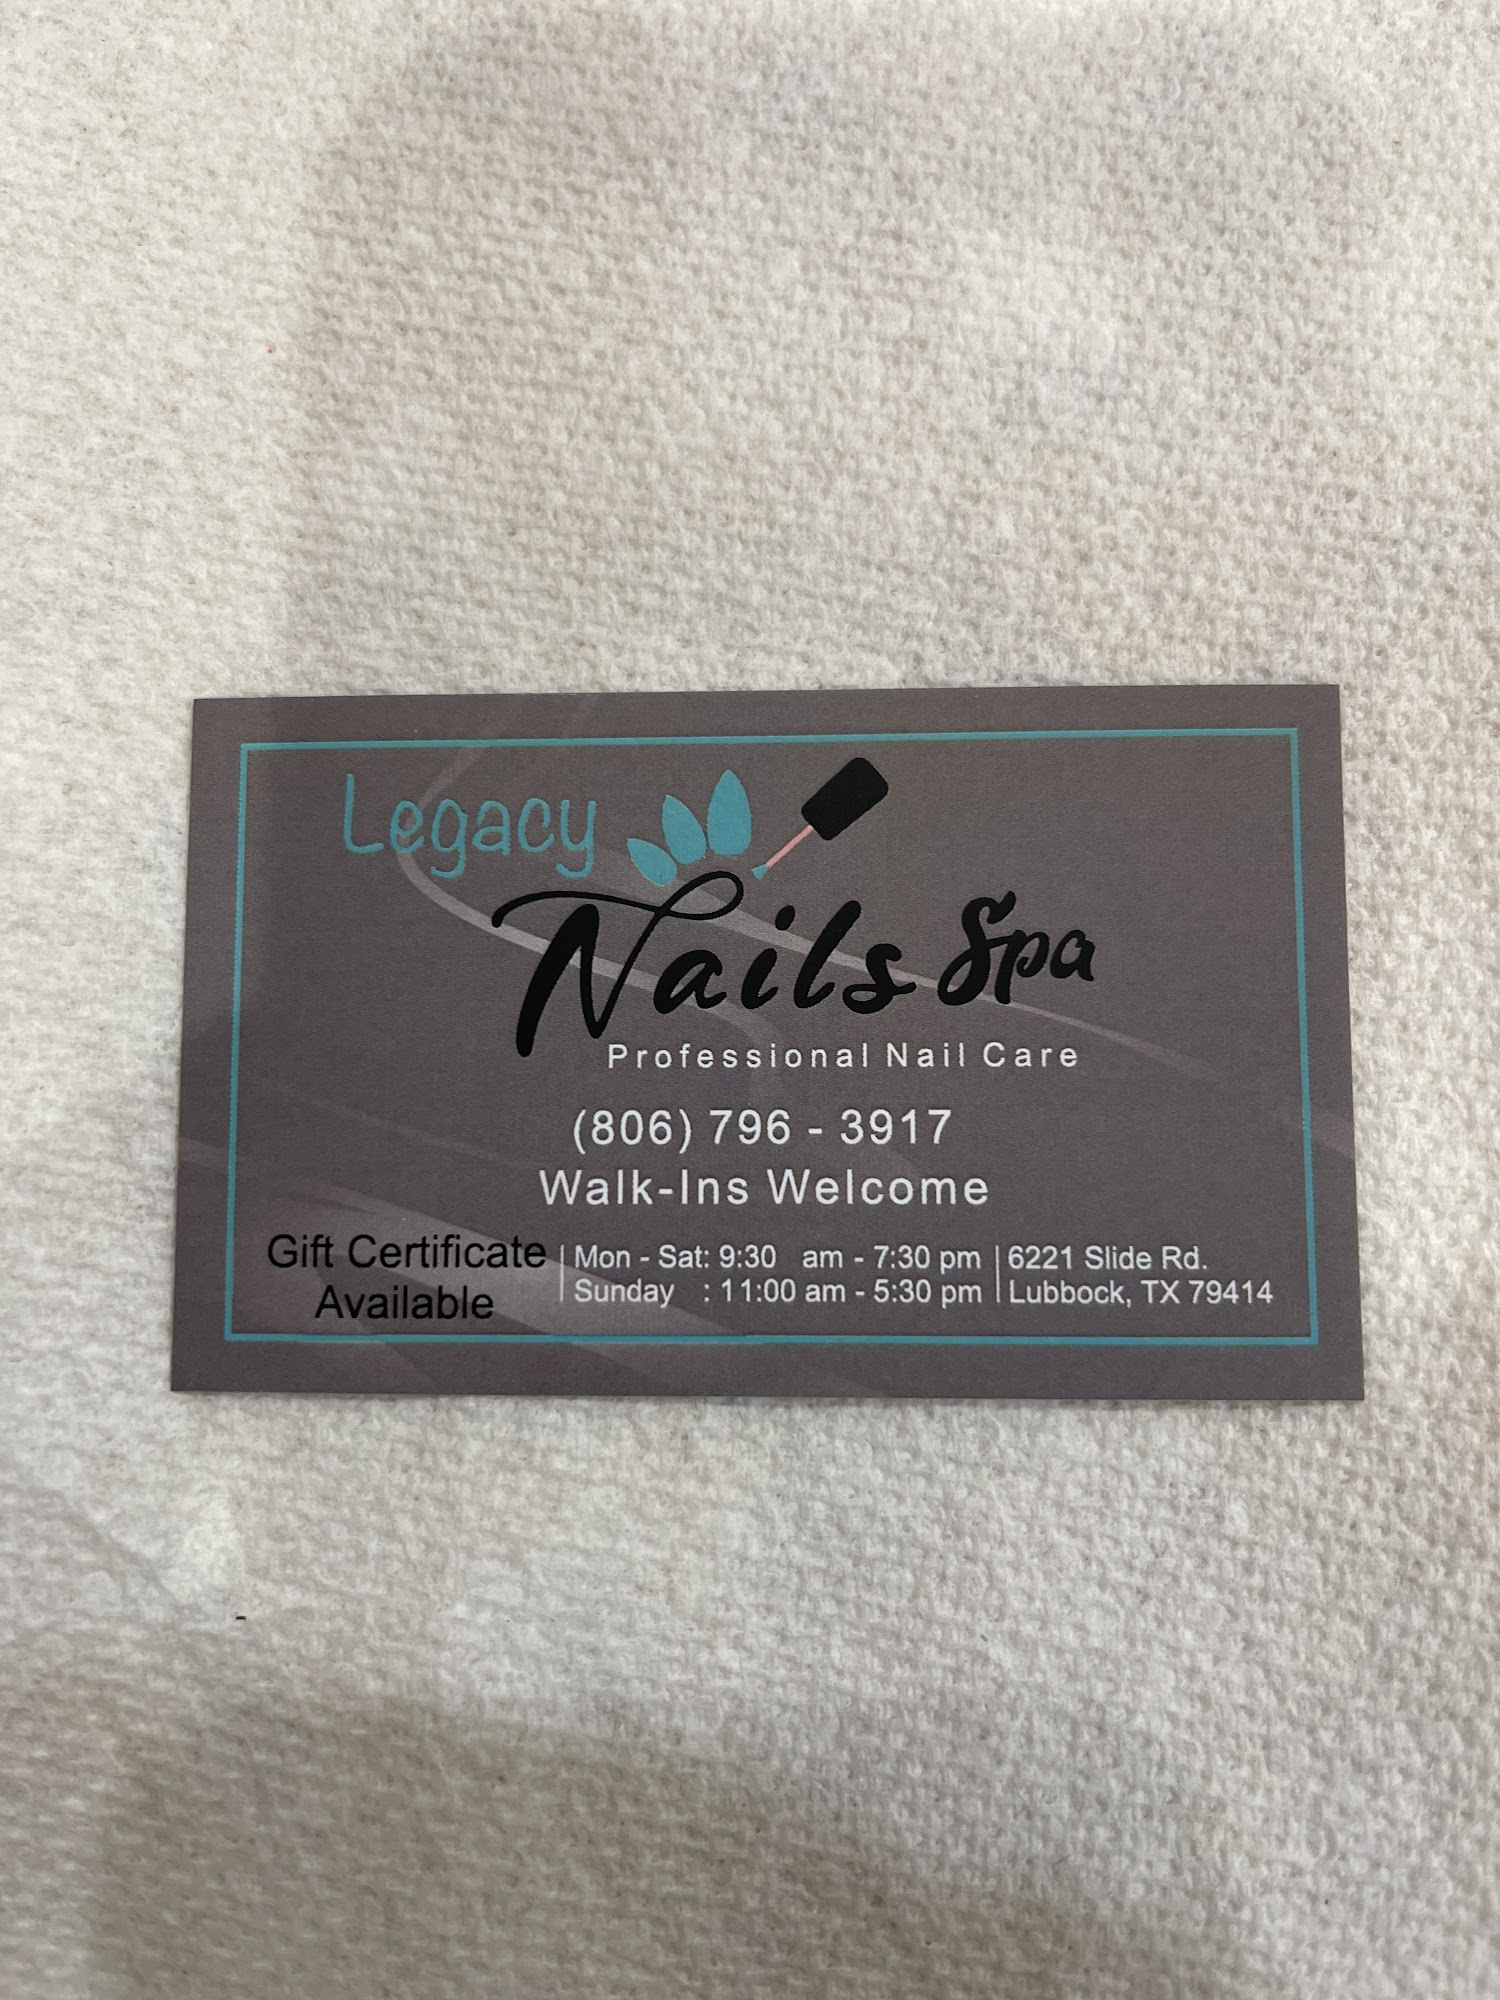 Legacy
Nails Spa
Professional Nail Care
(806) 796 - 3917
Walk-Ins Welcome
Gift Certificate
Available
Mon - Sat: 9:30 am - 7:30 pm
Sunday : 11:00 am - 5:30 pm
6221 Slide Rd.
Lubbock, TX 79414